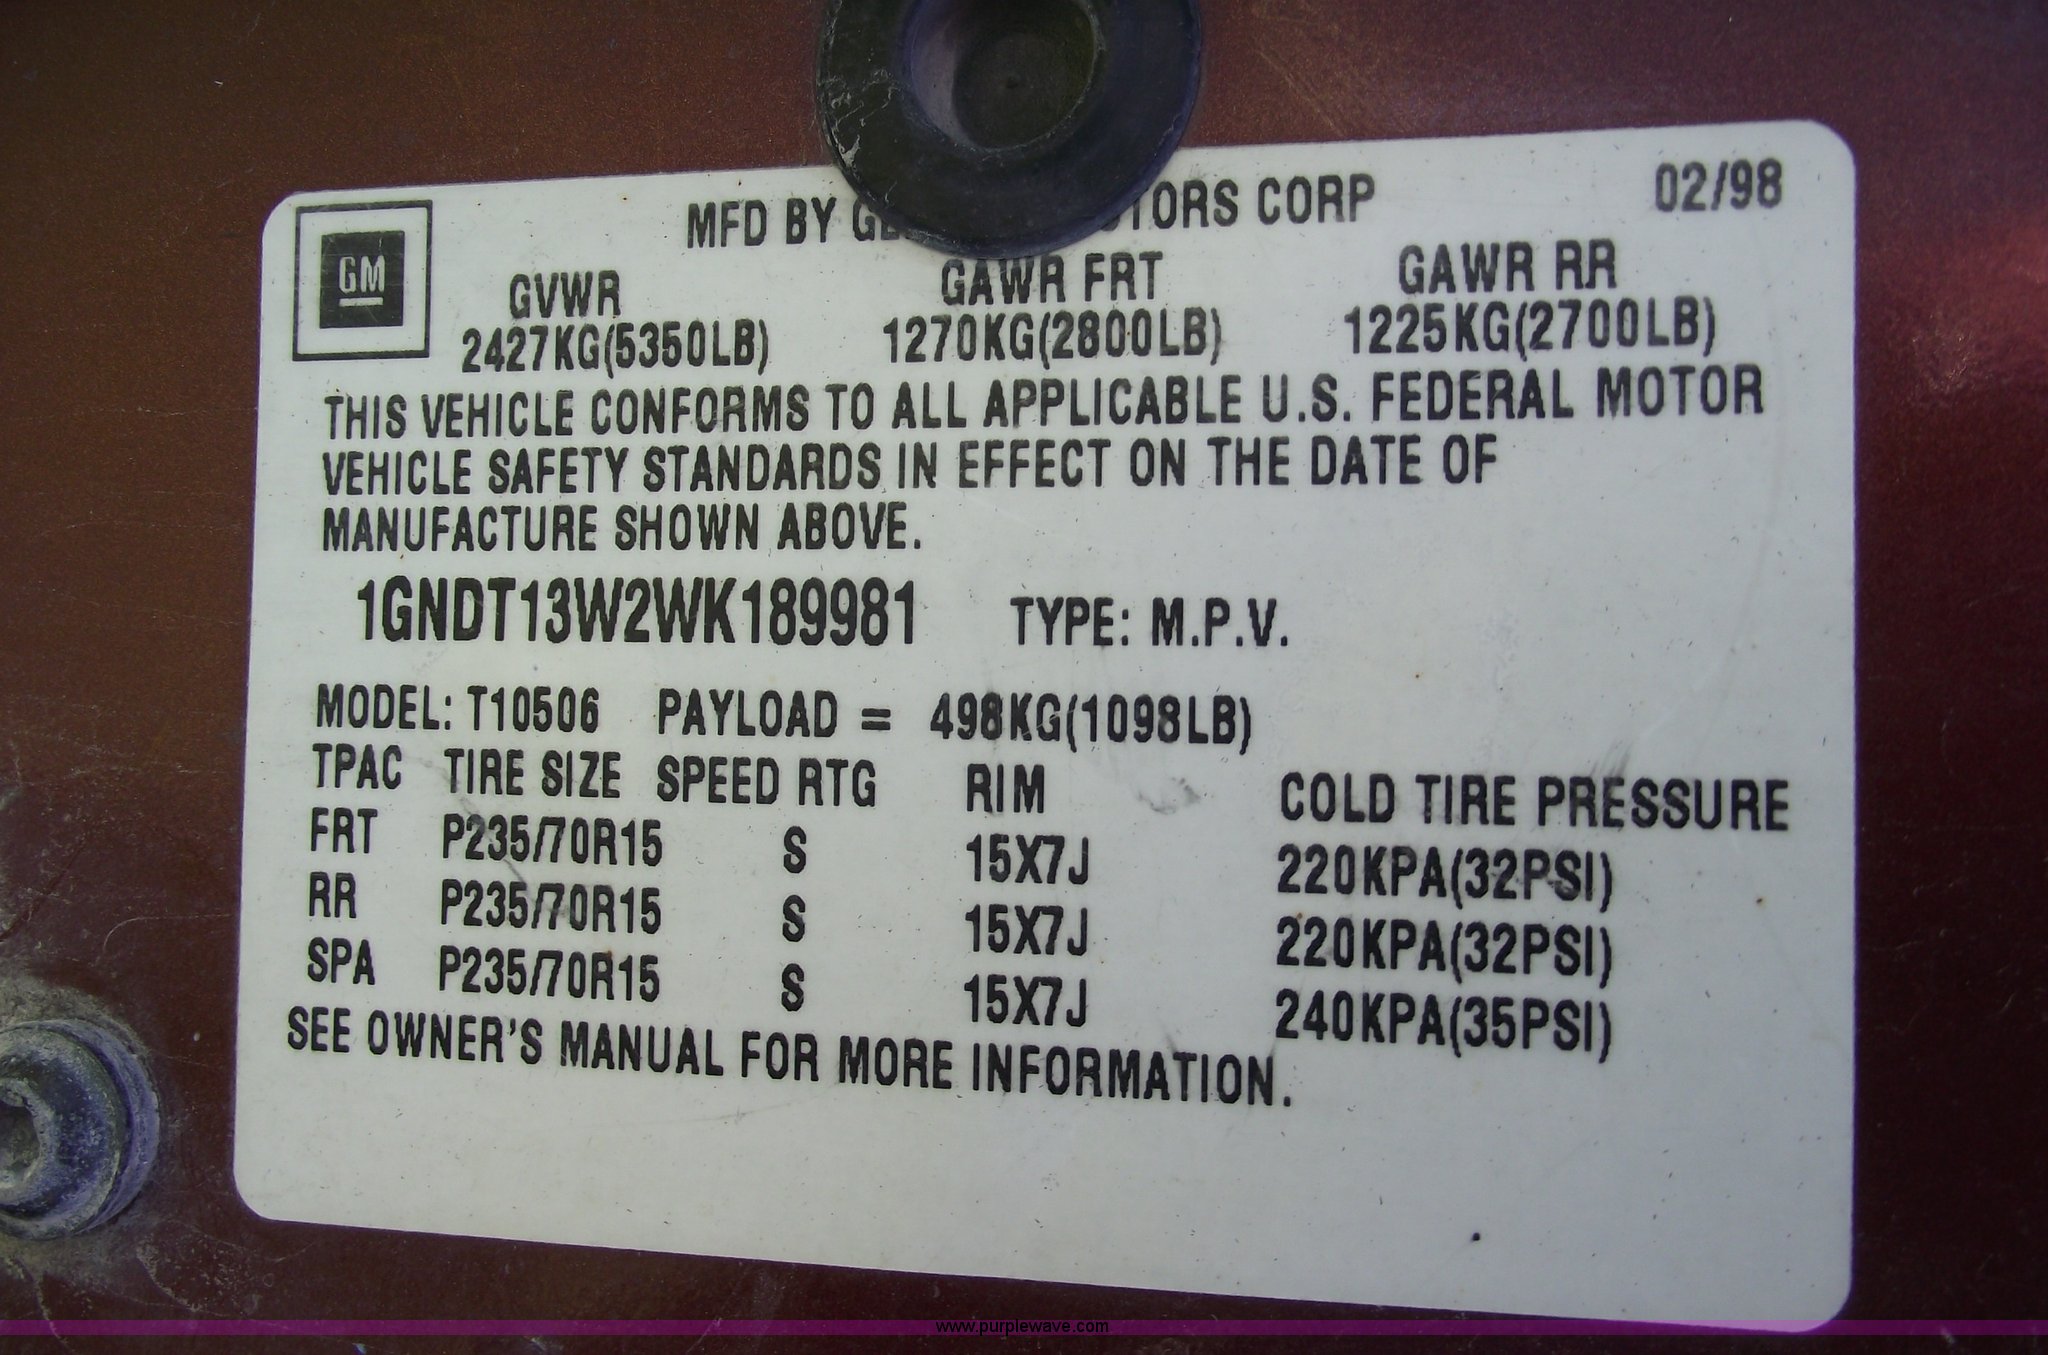 MFD BY GE TORS CORP 02/98
GM
GVWR GAWR FRT GAWR RR
2427KG(5350LB) 1270KG(2800LB) 1225KG(2700LB)
THIS VEHICLE CONFORMS TO ALL APPLICABLE U.S. FEDERAL MOTOR
VEHICLE SAFETY STANDARDS IN EFFECT ON THE DATE OF
MANUFACTURE SHOWN ABOVE.
1GNDT13W2WK189981 TYPE: M.P.V.
MODEL: T10506 PAYLOAD = 498KG(1098LB)
TPAC TIRE SIZE SPEED RTG RIM COLD TIRE PRESSURE
FRT P235/70R15 S 15X7J 220KPA(32PSI)
RR P235/70R15 S 15X7J 220KPA(32PSI)
SPA P235/70R15 S 15X7J 240KPA(35PSI)
SEE OWNER'S MANUAL FOR MORE INFORMATION.
www.purplewave.com